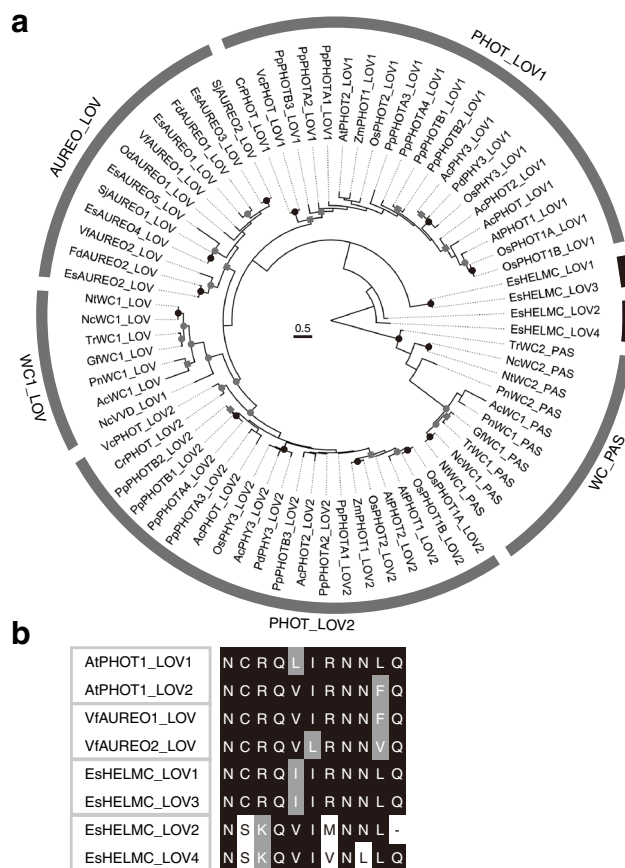 a
PHOT_LOV1
CrPHOT_LOV1
VcPHOT_LOV1
PpPHOTB3_LOV1
PpPHOTA2_LOV1
PpPHOTA1_LOV1
AtPHOT2_LOV1
ZmPHOT1_LOV1
OsPHOT2_LOV1
PpPHOTA3_LOV1
PpPHOTA4_LOV1
PpPHOTB1_LOV1
PpPHOTB2_LOV1
AcPHY3_LOV1
PdPHY3_LOV1
OsPHY3_LOV1
AcPHOT2_LOV1
AcPHOT_LOV1
AtPHOT1_LOV1
OsPHOT1A_LOV1
OsPHOT1B_LOV1
EsHELMC_LOV1
EsHELMC_LOV3
EsHELMC_LOV2
EsHELMC_LOV4
WC_PAS
TrWC2_PAS
NcWC2_PAS
NtWC2_PAS
PnWC2_PAS
AcWC1_PAS
PnWC1_PAS
GfWC1_PAS
TrWC1_PAS
NcWC1_PAS
NtWC1_PAS
PHOT_LOV2
OsPHOT1A_LOV2
OsPHOT1B_LOV2
AtPHOT1_LOV2
AtPHOT2_LOV2
OsPHOT2_LOV2
ZmPHOT1_LOV2
PpPHOTA1_LOV2
PpPHOTA2_LOV2
AcPHOT2_LOV2
PpPHOTB3_LOV2
PdPHY3_LOV2
AcPHY3_LOV2
OsPHY3_LOV2
AcPHOT_LOV2
PpPHOTA3_LOV2
PpPHOTA4_LOV2
PpPHOTB1_LOV2
PpPHOTB2_LOV2
CrPHOT_LOV2
VcPHOT_LOV2
WC1_LOV
NcVVD_LOV1
AcWC1_LOV
PnWC1_LOV
GfWC1_LOV
TrWC1_LOV
NcWC1_LOV
NtWC1_LOV
AUREO_LOV
EsAUREO2_LOV
FdAUREO2_LOV
VfAUREO2_LOV
EsAUREO4_LOV
SjAUREO1_LOV
EsAUREO5_LOV
OdAUREO1_LOV
VfAUREO1_LOV
EsAUREO1_LOV
FdAUREO1_LOV
EsAUREO3_LOV
SjAUREO2_LOV
0.5
b
AtPHOT1_LOV1 N C R Q L I R N N L Q
AtPHOT1_LOV2 N C R Q V I R N N F Q
VfAUREO1_LOV N C R Q V I R N N F Q
VfAUREO2_LOV N C R Q V L R N N V Q
EsHELMC_LOV1 N C R Q I I R N N L Q
EsHELMC_LOV3 N C R Q I I R N N L Q
EsHELMC_LOV2 N S K Q V I M N N L -
EsHELMC_LOV4 N S K Q V I V N L L Q